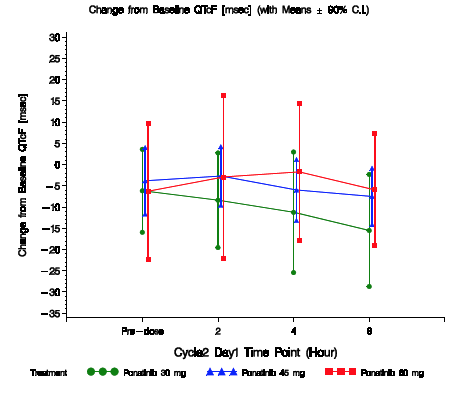 Change from Baseline QTcF [msec] (with Means ± 90% C.I.)
30
25
20
15
10
5
0
−5
−10
−15
−20
−25
−30
−35
Change from Baseline QTcF [msec]
Pre−dose 2 4 6
Cycle2 Day1 Time Point (Hour)
Treatment Ponatinib 30 mg Ponatinib 45 mg Ponatinib 60 mg